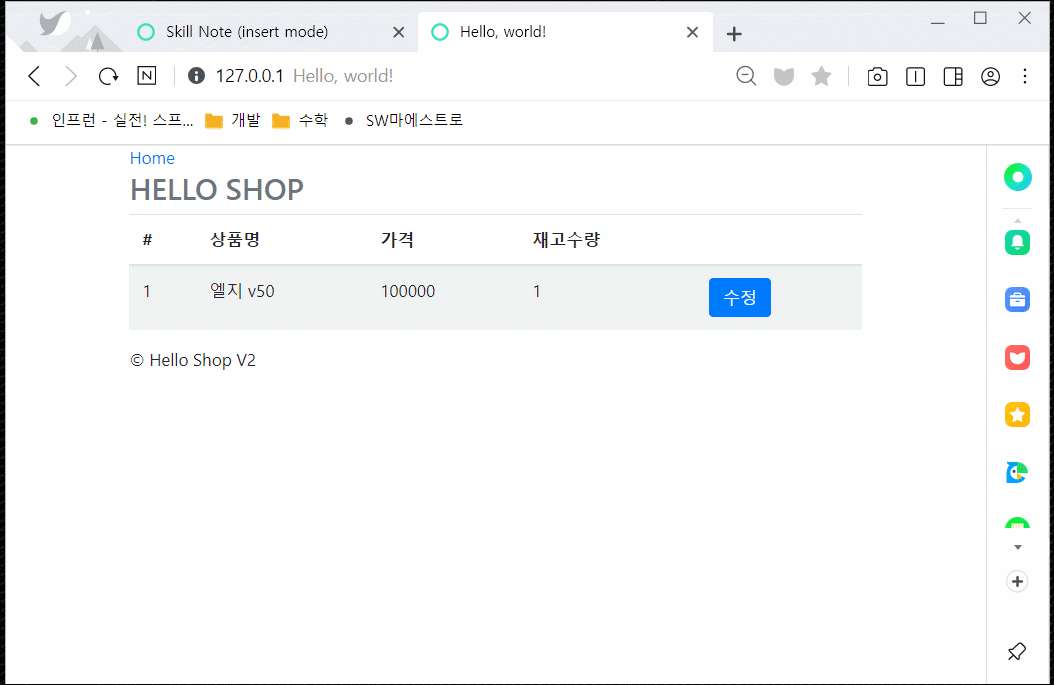 Skill Note (insert mode)
Hello, world!
N
127.0.0.1 Hello, world!
인프런 - 실전! 스프... 개발 수학 SW마에스트로
Home
HELLO SHOP
# 상품명 가격 재고수량
1 엘지 v50 100000 1 수정
© Hello Shop V2